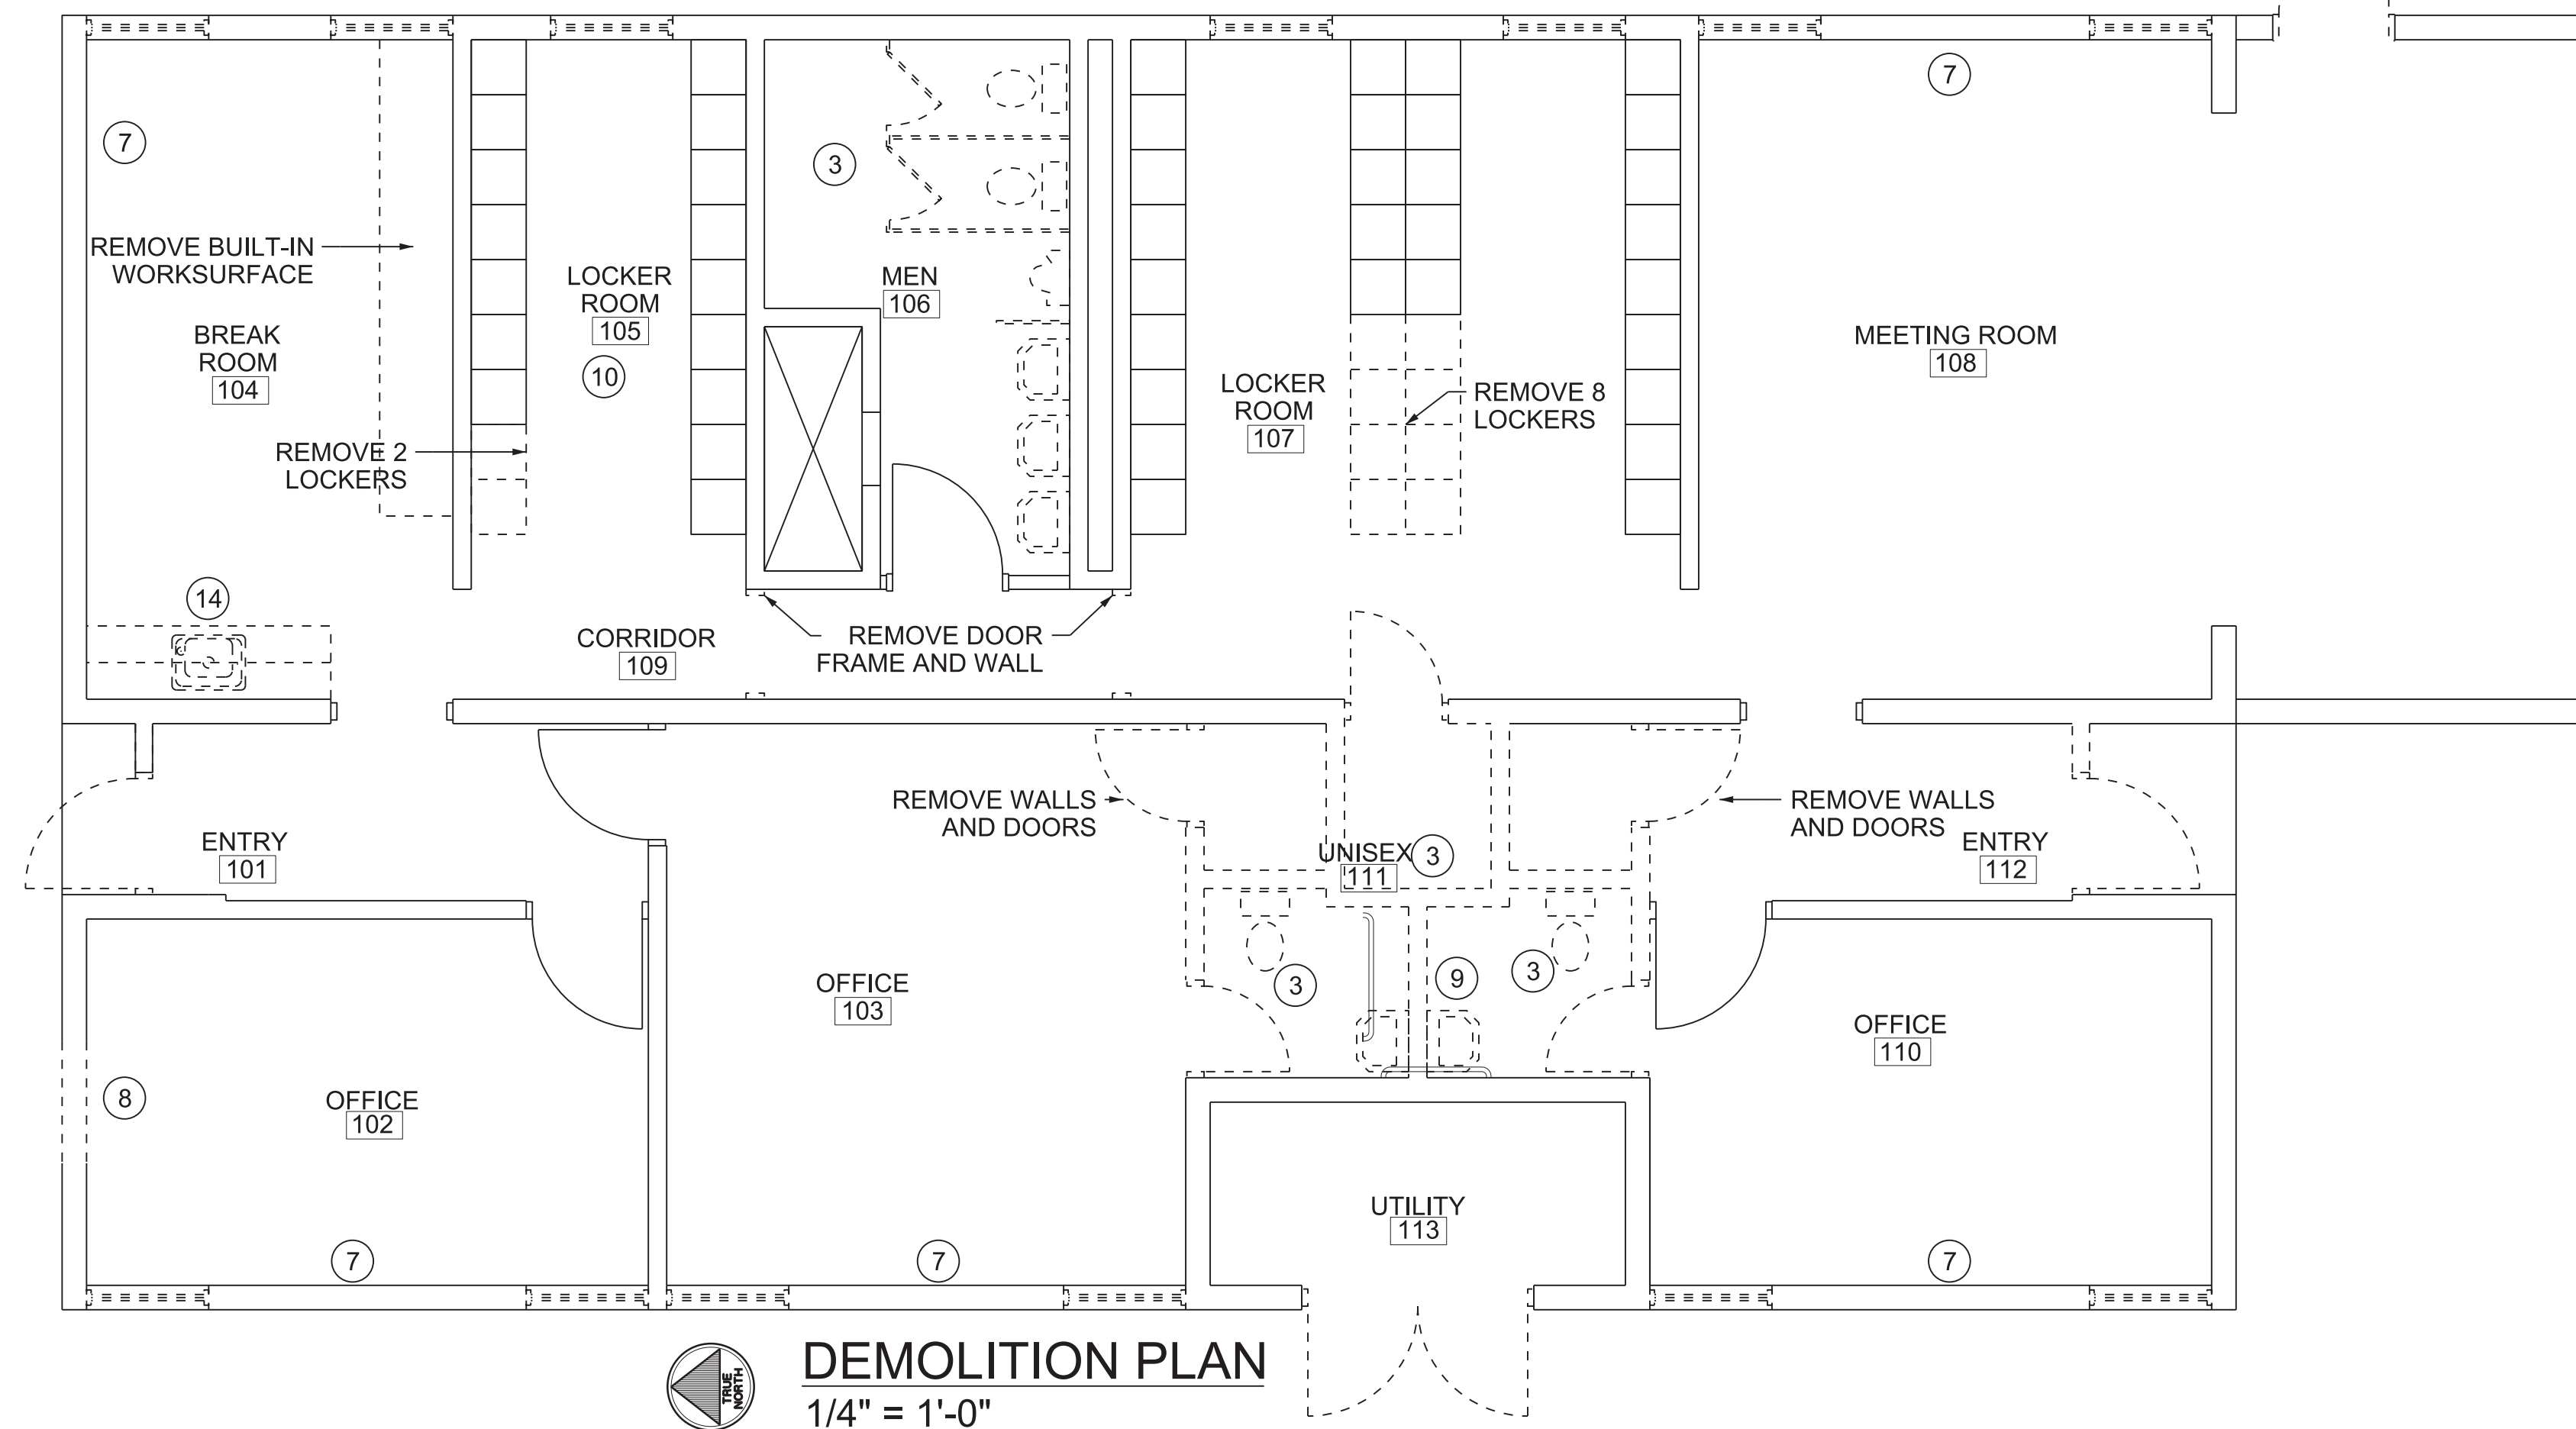 7
3
7
REMOVE BUILT-IN
WORKSURFACE
LOCKER
ROOM
105
10
MEN
106
BREAK
ROOM
104
MEETING ROOM
108
LOCKER
ROOM
107
REMOVE 8
LOCKERS
REMOVE 2
LOCKERS
14
CORRIDOR
109
REMOVE DOOR
FRAME AND WALL
REMOVE WALLS
AND DOORS
REMOVE WALLS
AND DOORS
ENTRY
101
UNISEX
111
3
ENTRY
112
OFFICE
103
3
9
3
OFFICE
110
8
OFFICE
102
UTILITY
113
7
7
7
TRUE
NORTH
DEMOLITION PLAN
1/4" = 1'-0"